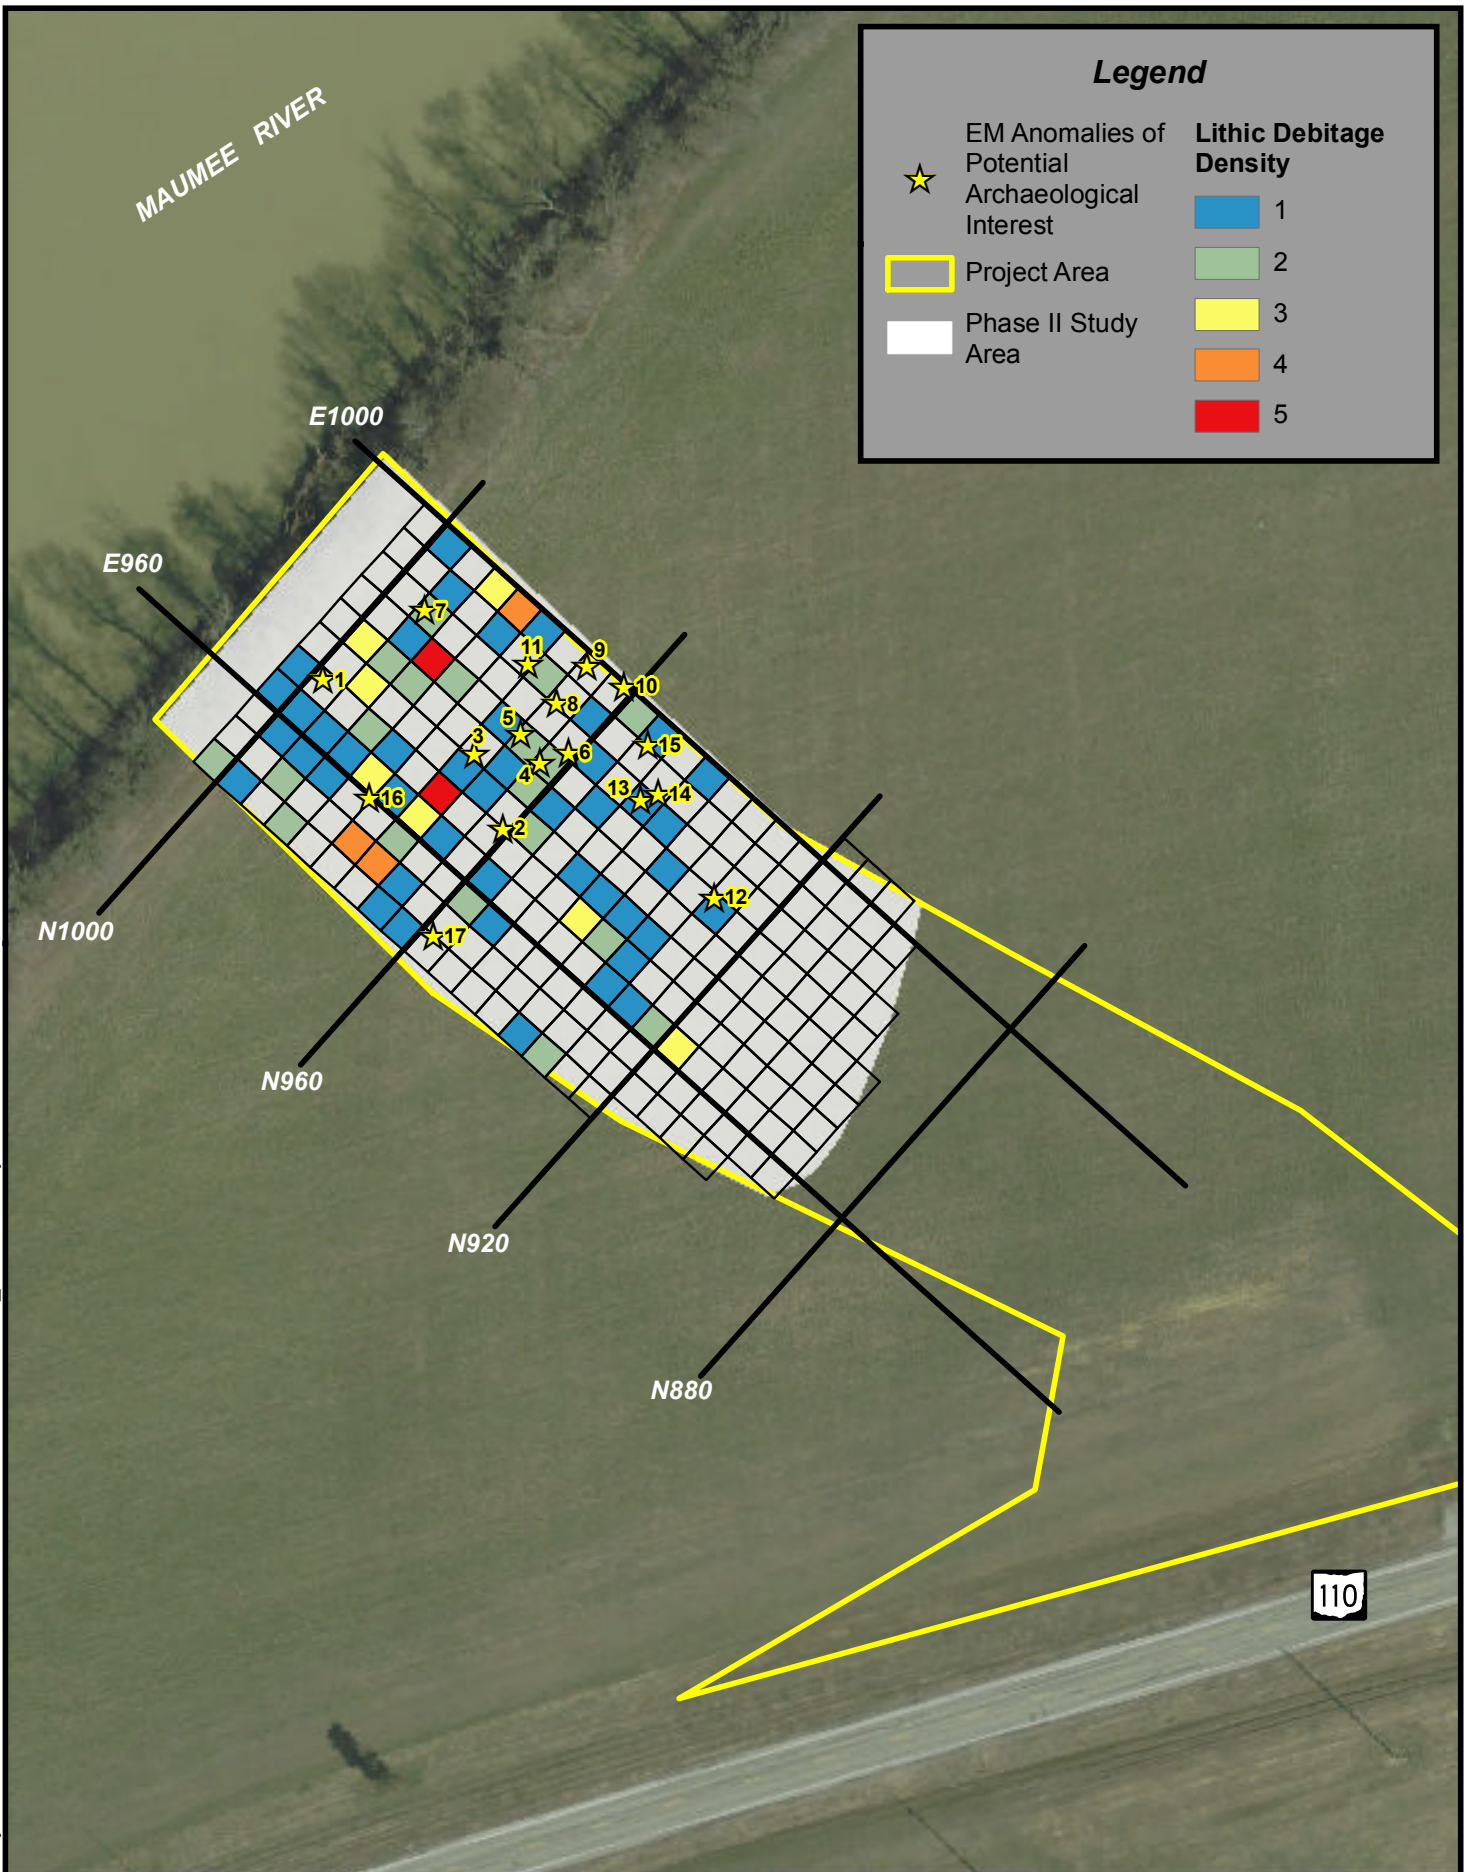 MAUMEE RIVER
Legend
EM Anomalies of
Potential
Archaeological
Interest
Project Area
Phase II Study
Area
Lithic Debitage
Density
1
2
3
4
5
E1000
E960
7
11
9
1
10
8
5
3
6
15
4
13
14
16
2
12
17
N1000
N960
N920
N880
110